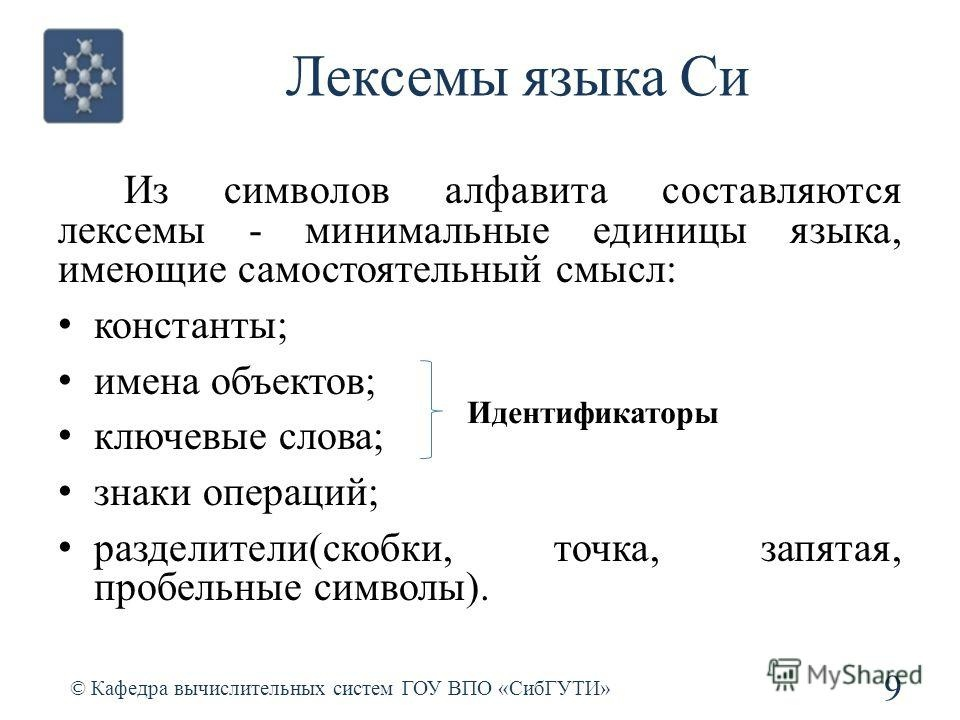 Лексемы языка Си
Из символов алфавита составляются
лексемы - минимальные единицы языка,
имеющие самостоятельный смысл:
• константы;
• имена объектов;
• ключевые слова;
Идентификаторы
• знаки операций;
• разделители(скобки, точка, запятая,
пробельные символы).
© Кафедра вычислительных систем ГОУ ВПО «СибГУТИ»
9
MyShared